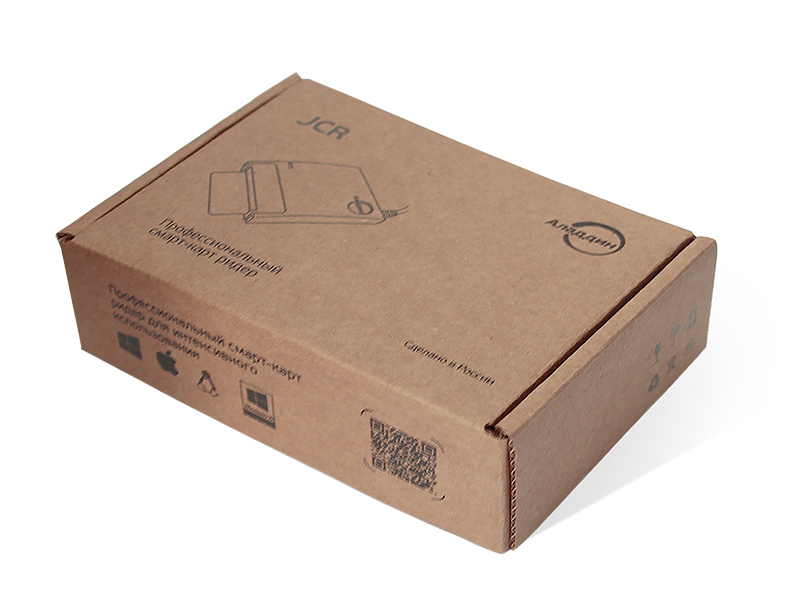 JCR
Профессиональный
смарт-карт ридер
Аладдин
Сделано в России
Профессиональный смарт-карт
ридер для интенсивного
использования